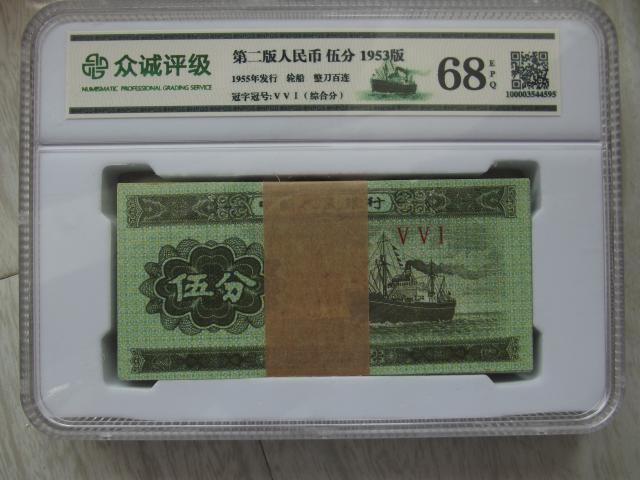 众诚评级
NUMISMATIC PROFESSIONAL GRADING SERVICE
第二版人民币 伍分 1953版
1955年发行 轮船 整刀百连
冠字冠号: V V I (综合分)
68 EPQ
100003544595
行
V V I
伍分